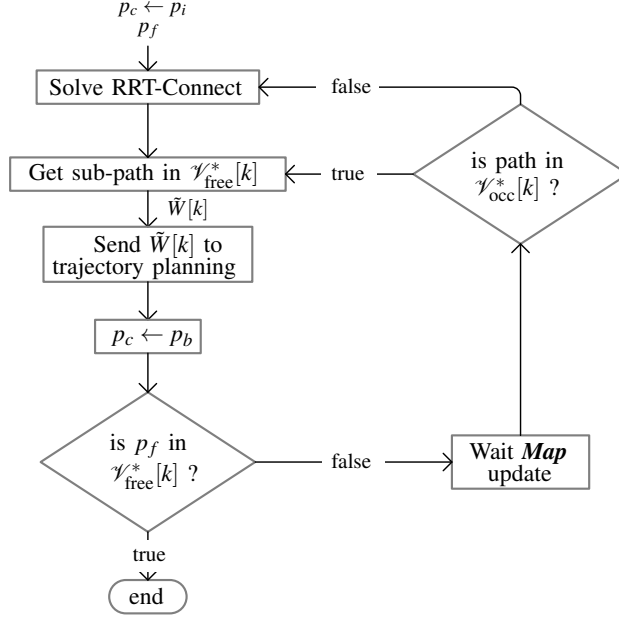 p_c ← p_i
p_f
Solve RRT-Connect
false
Get sub-path in 𝒱*_free[k]
true
is path in
𝒱*_occ[k] ?
W̃[k]
Send W̃[k] to
trajectory planning
p_c ← p_b
is p_f in
𝒱*_free[k] ?
false
Wait Map
update
true
end